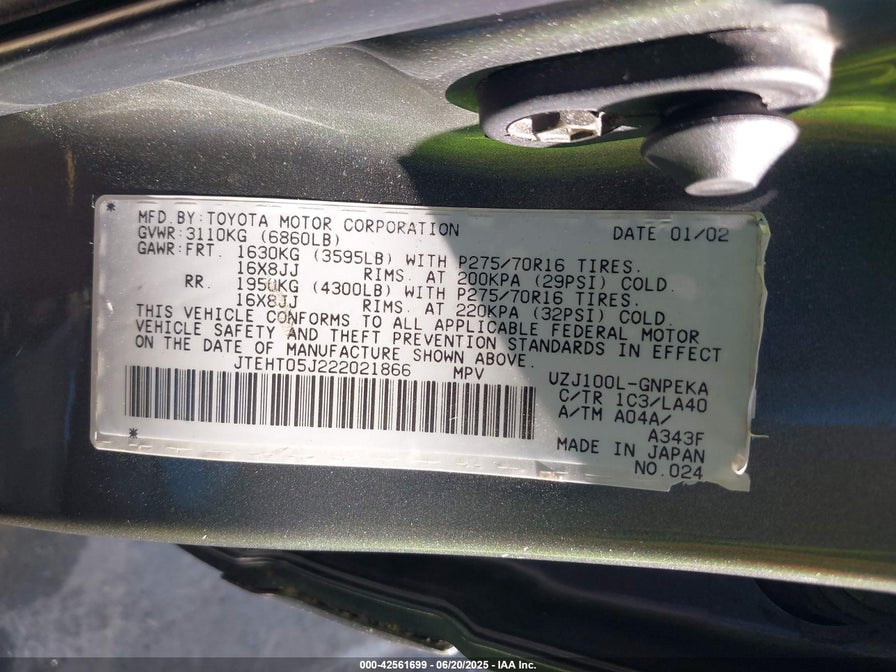 * MFD.BY:TOYOTA MOTOR CORPORATION DATE 01/02
GVWR:3110KG (6860LB)
GAWR:FRT. 1630KG (3595LB) WITH P275/70R16 TIRES.
16X8JJ RIMS. AT 200KPA (29PSI) COLD.
RR. 1950KG (4300LB) WITH P275/70R16 TIRES.
16X8JJ RIMS. AT 220KPA (32PSI) COLD.
THIS VEHICLE CONFORMS TO ALL APPLICABLE FEDERAL MOTOR
VEHICLE SAFETY AND THEFT PREVENTION STANDARDS IN EFFECT
ON THE DATE OF MANUFACTURE SHOWN ABOVE.
JTEHT05J222021866 MPV
UZJ100L-GNPEKA
C/TR 1C3/LA40
A/TM A04A/
A343F
*
MADE IN JAPAN
NO.024
000-42561699 - 06/20/2025 - IAA Inc.